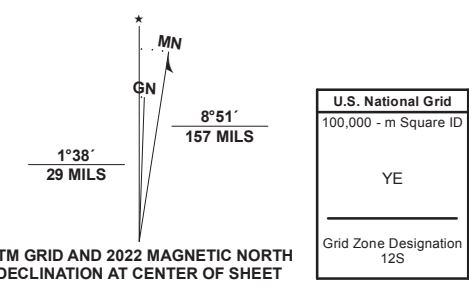 ★
MN
GN
8°51´
157 MILS
1°38´
29 MILS
TM GRID AND 2022 MAGNETIC NORTH
DECLINATION AT CENTER OF SHEET
U.S. National Grid
100,000 - m Square ID
YE
Grid Zone Designation
12S